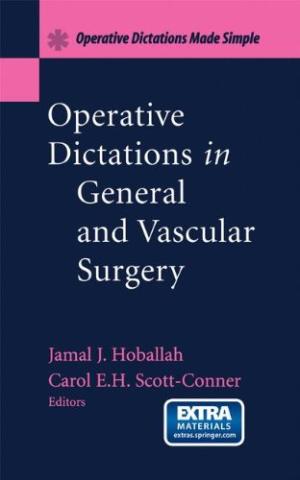 Operative Dictations Made Simple
Operative
Dictations in
General
and Vascular
Surgery
Jamal J. Hoballah
Carol E.H. Scott-Conner
Editors
EXTRA
MATERIALS
extras.springer.com